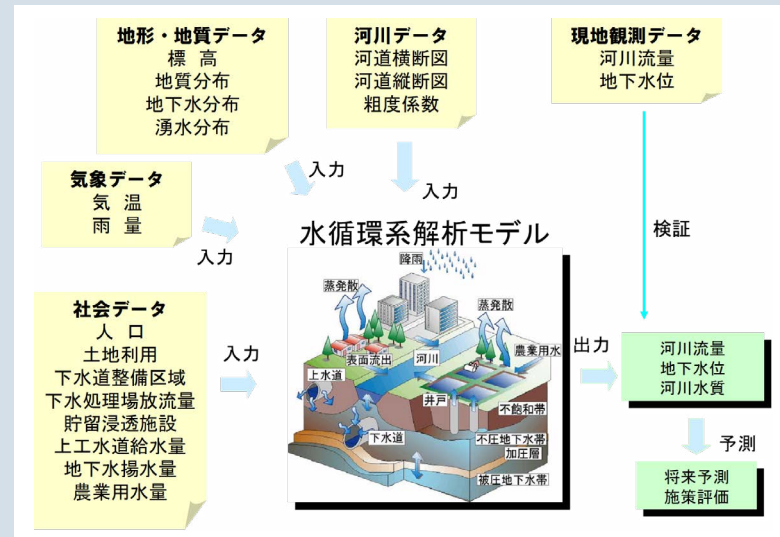 地形・地質データ
標 高
地質分布
地下水分布
湧水分布
河川データ
河道横断図
河道縦断図
粗度係数
現地観測データ
河川流量
地下水位
気象データ
気 温
雨 量
入力
入力
入力
検証
社会データ
人 口
土地利用
下水道整備区域
下水処理場放流量
貯留浸透施設
上工水道給水量
地下水揚水量
農業用水量
入力
水循環系解析モデル
降雨
蒸発散
蒸発散
表面流出
河川
農業用水
上水道
井戸
不飽和帯
下水道
不圧地下水帯
加圧層
被圧地下水帯
出力
河川流量
地下水位
河川水質
予測
将来予測
施策評価